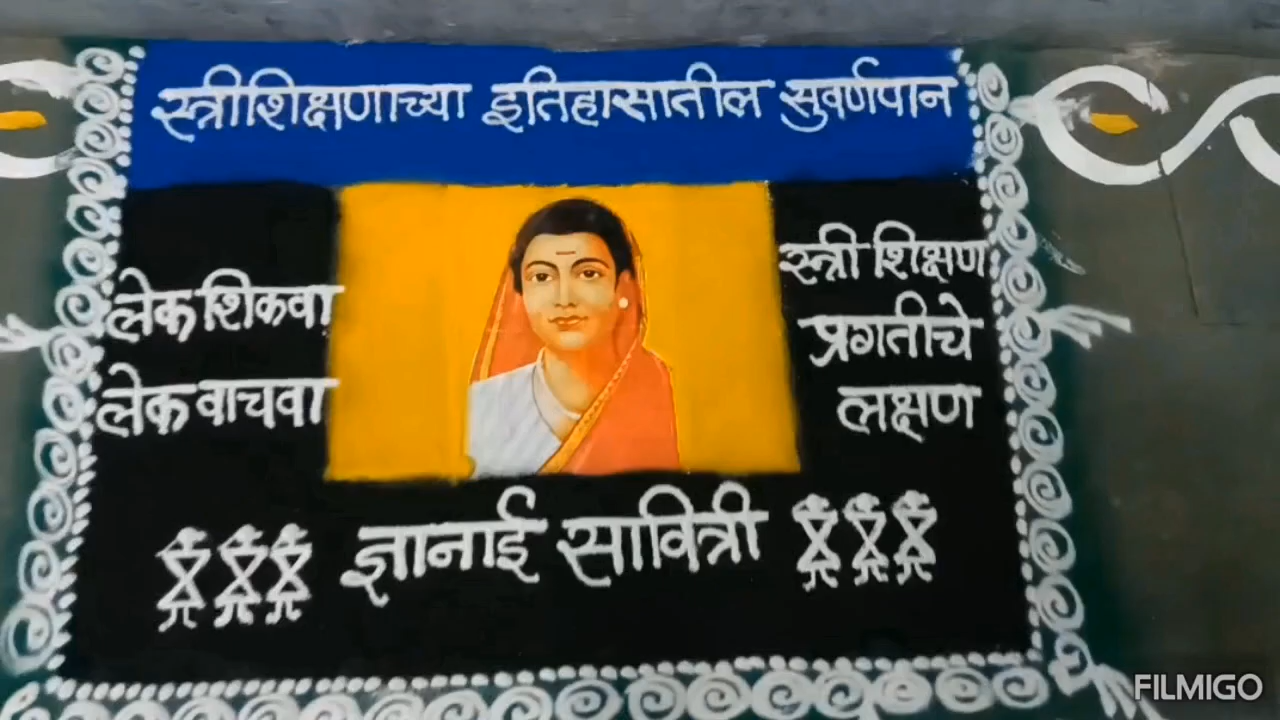 स्त्रीशिक्षणाच्या इतिहासातील सुवर्णपान
लेक शिकवा
लेक वाचवा
स्त्री शिक्षण
प्रगतीचे
लक्षण
ज्ञानाई सावित्री
FILMIGO